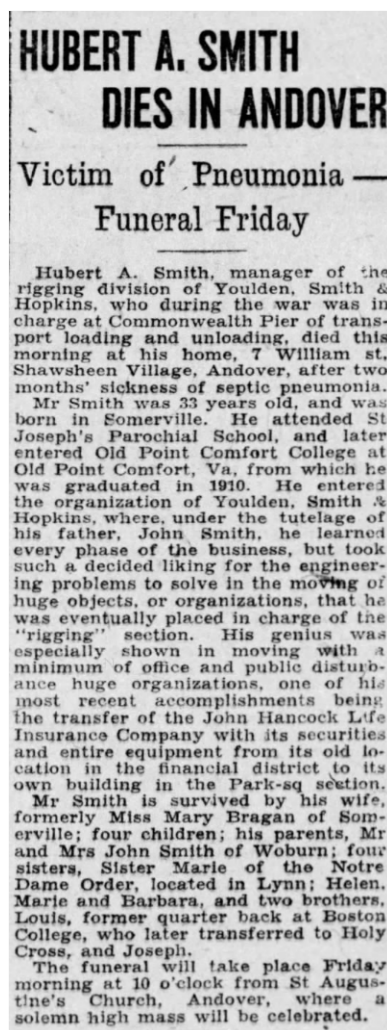 HUBERT A. SMITH
DIES IN ANDOVER
Victim of Pneumonia —
Funeral Friday
Hubert A. Smith, manager of the
rigging division of Youlden, Smith &
Hopkins, who during the war was in
charge at Commonwealth Pier of trans-
port loading and unloading, died this
morning at his home, 7 William st,
Shawsheen Village, Andover, after two
months' sickness of septic pneumonia.
Mr Smith was 33 years old, and was
born in Somerville. He attended St
Joseph's Parochial School, and later
entered Old Point Comfort College at
Old Point Comfort, Va, from which he
was graduated in 1910. He entered
the organization of Youlden, Smith &
Hopkins, where, under the tutelage of
his father, John Smith, he learned
every phase of the business, but took
such a decided liking for the engineer-
ing problems to solve in the moving of
huge objects, or organizations, that he
was eventually placed in charge of the
"rigging" section. His genius was
especially shown in moving with a
minimum of office and public disturb-
ance huge organizations, one of his
most recent accomplishments being
the transfer of the John Hancock Life
Insurance Company with its securities
and entire equipment from its old lo-
cation in the financial district to its
own building in the Park-sq section.
Mr Smith is survived by his wife,
formerly Miss Mary Bragan of Som-
erville; four children; his parents, Mr
and Mrs John Smith of Woburn; four
sisters, Sister Marie of the Notre
Dame Order, located in Lynn; Helen,
Marie and Barbara, and two brothers,
Louis, former quarter back at Boston
College, who later transferred to Holy
Cross, and Joseph.
The funeral will take place Friday
morning at 10 o'clock from St Augus-
tine's Church, Andover, where a
solemn high mass will be celebrated.